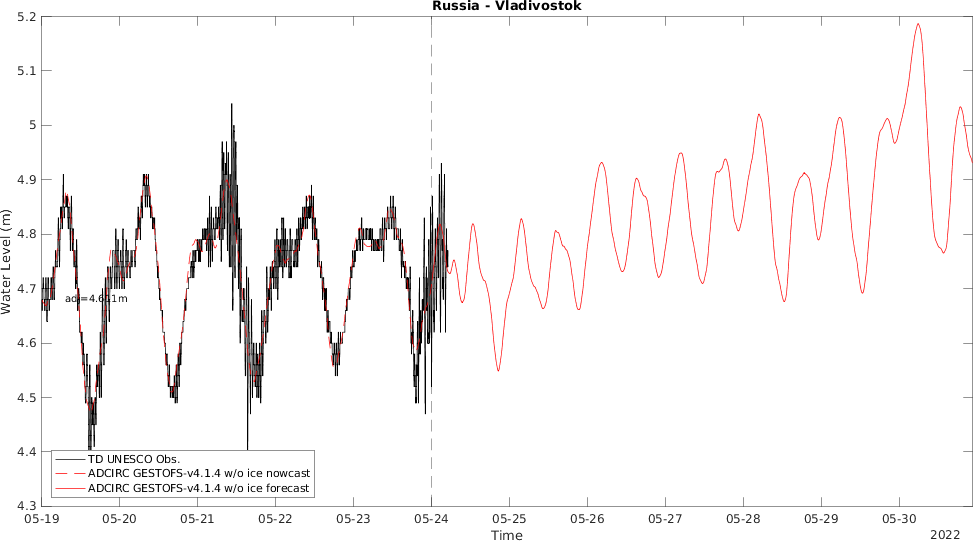 Russia - Vladivostok
5.2
5.1
5
4.9
4.8
4.7
4.6
4.5
4.4
4.3
Water Level (m)
adj=4.611m
TD UNESCO Obs.
ADCIRC GESTOFS-v4.1.4 w/o ice nowcast
ADCIRC GESTOFS-v4.1.4 w/o ice forecast
05-19 05-20 05-21 05-22 05-23 05-24 05-25 05-26 05-27 05-28 05-29 05-30
Time
2022